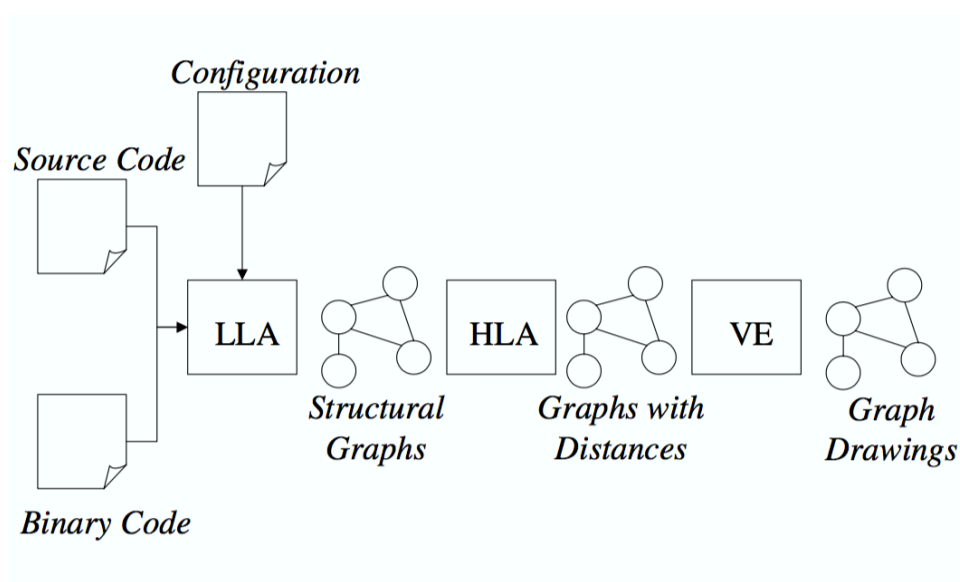 Configuration
Source Code
LLA
HLA
VE
Structural
Graphs
Graphs with
Distances
Graph
Drawings
Binary Code